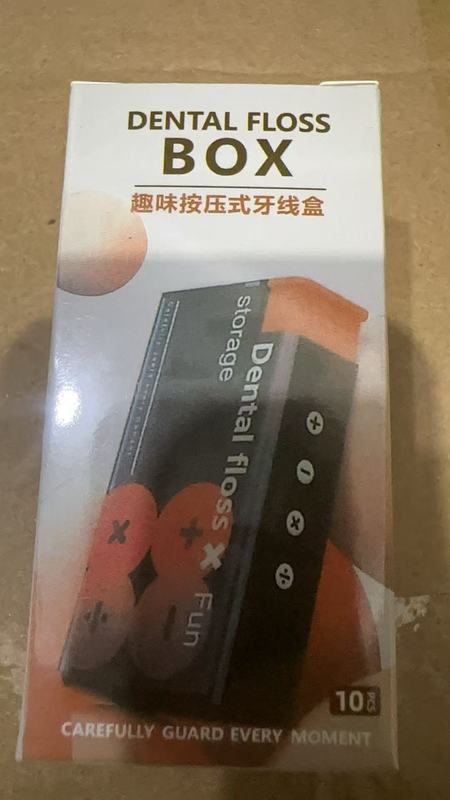 DENTAL FLOSS
BOX
趣味按压式牙线盒
storage
Dental floss × Fun
10 PCS
CAREFULLY GUARD EVERY MOMENT